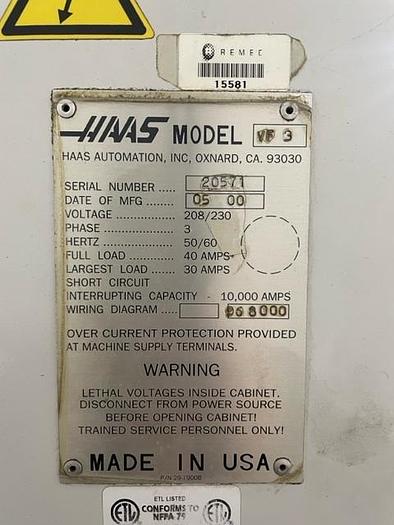 REMEC
15581
HAAS MODEL VF 3
HAAS AUTOMATION, INC, OXNARD, CA. 93030
SERIAL NUMBER ..... 20571
DATE OF MFG ....... 05 00
VOLTAGE ............. 208/230
PHASE ................ 3
HERTZ ................ 50/60
FULL LOAD .......... 40 AMPS
LARGEST LOAD ... 30 AMPS
SHORT CIRCUIT
INTERRUPTING CAPACITY - 10,000 AMPS
WIRING DIAGRAM .....
OVER CURRENT PROTECTION PROVIDED
AT MACHINE SUPPLY TERMINALS.
WARNING
LETHAL VOLTAGES INSIDE CABINET.
DISCONNECT FROM POWER SOURCE
BEFORE OPENING CABINET!
TRAINED SERVICE PERSONNEL ONLY!
MADE IN USA
ETL LISTED
CONFORMS TO
NFPA 79